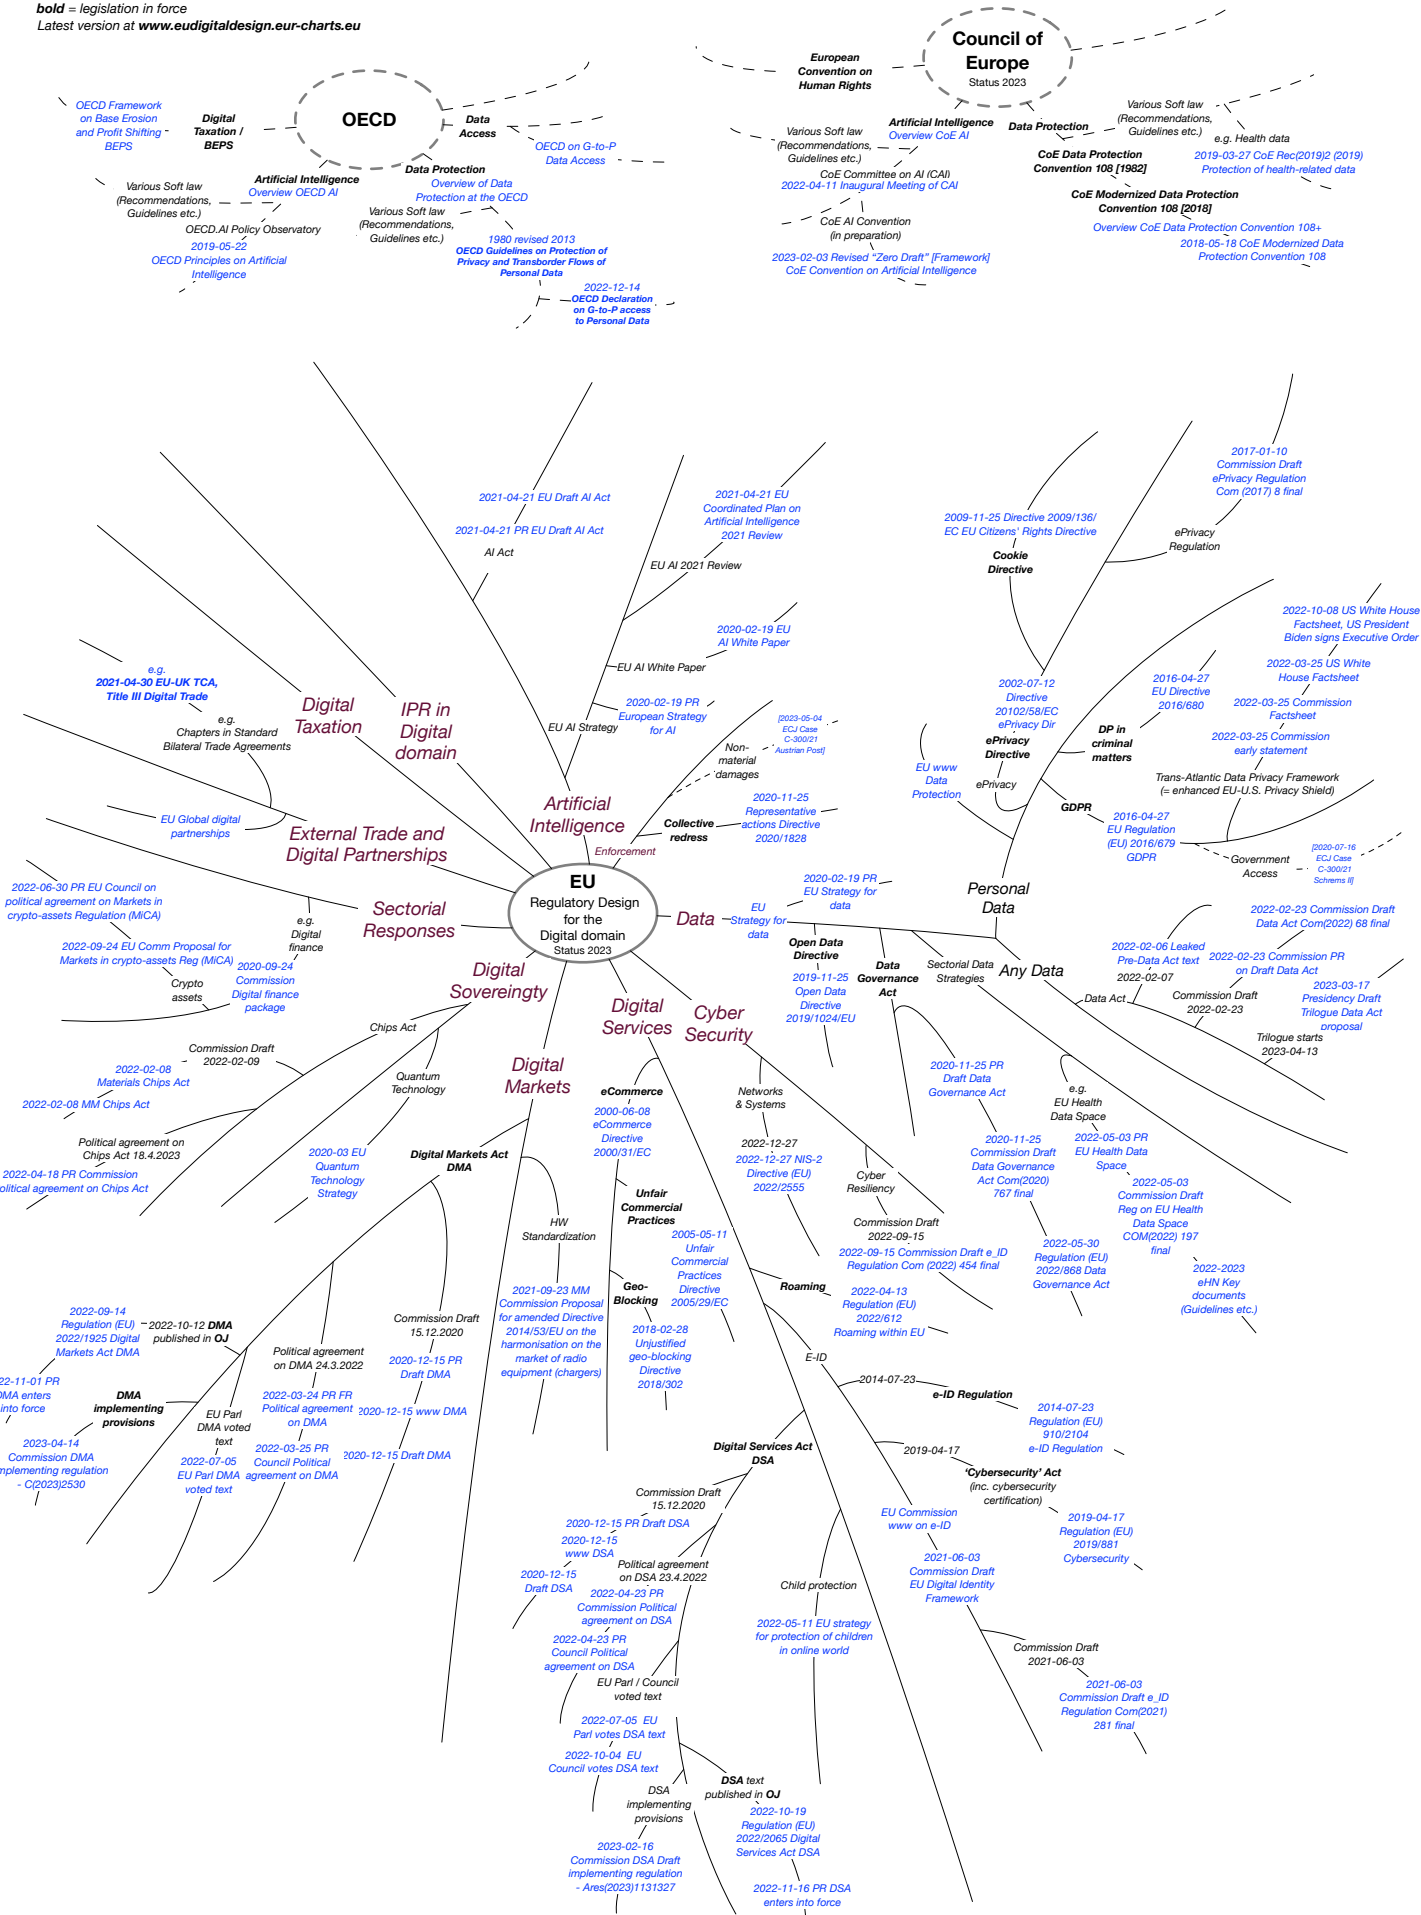 bold = legislation in force
Latest version at www.eudigitaldesign.eur-charts.eu
OECD
OECD Framework
on Base Erosion
and Profit Shifting
BEPS
Digital
Taxation /
BEPS
Data
Access
OECD on G-to-P
Data Access
Artificial Intelligence
Overview OECD AI
Various Soft law
(Recommendations,
Guidelines etc.)
OECD.AI Policy Observatory
2019-05-22
OECD Principles on Artificial
Intelligence
Data Protection
Overview of Data
Protection at the OECD
Various Soft law
(Recommendations,
Guidelines etc.)
1980 revised 2013
OECD Guidelines on Protection of
Privacy and Transborder Flows of
Personal Data
2022-12-14
OECD Declaration
on G-to-P access
to Personal Data
Council of
Europe
Status 2023
European
Convention on
Human Rights
Artificial Intelligence
Overview CoE AI
Various Soft law
(Recommendations,
Guidelines etc.)
CoE Committee on AI (CAI)
2022-04-11 Inaugural Meeting of CAI
CoE AI Convention
(in preparation)
2023-02-03 Revised “Zero Draft” [Framework]
CoE Convention on Artificial Intelligence
Data Protection
Various Soft law
(Recommendations,
Guidelines etc.)
e.g. Health data
2019-03-27 CoE Rec(2019)2 (2019)
Protection of health-related data
CoE Data Protection
Convention 108 [1982]
CoE Modernized Data Protection
Convention 108 [2018]
Overview CoE Data Protection Convention 108+
2018-05-18 CoE Modernized Data
Protection Convention 108
EU
Regulatory Design
for the
Digital domain
Status 2023
Digital
Taxation
IPR in
Digital
domain
External Trade and
Digital Partnerships
e.g.
2021-04-30 EU-UK TCA,
Title III Digital Trade
e.g.
Chapters in Standard
Bilateral Trade Agreements
EU Global digital
partnerships
Sectorial
Responses
e.g.
Digital
finance
2022-06-30 PR EU Council on
political agreement on Markets in
crypto-assets Regulation (MiCA)
2022-09-24 EU Comm Proposal for
Markets in crypto-assets Reg (MiCA)
Crypto
assets
2020-09-24
Commission
Digital finance
package
Artificial
Intelligence
2021-04-21 EU Draft AI Act
2021-04-21 PR EU Draft AI Act
AI Act
2021-04-21 EU
Coordinated Plan on
Artificial Intelligence
2021 Review
EU AI 2021 Review
2020-02-19 EU
AI White Paper
EU AI White Paper
2020-02-19 PR
European Strategy
for AI
EU AI Strategy
Enforcement
Non-
material
damages
[2023-05-04
ECJ Case
C-300/21
Austrian Post]
Collective
redress
2020-11-25
Representative
actions Directive
2020/1828
Data
EU
Strategy for
data
2020-02-19 PR
EU Strategy for
data
Open Data
Directive
2019-11-25
Open Data
Directive
2019/1024/EU
Data
Governance
Act
2020-11-25 PR
Draft Data
Governance Act
2020-11-25
Commission Draft
Data Governance
Act Com(2020)
767 final
2022-05-30
Regulation (EU)
2022/868 Data
Governance Act
Sectorial Data
Strategies
e.g.
EU Health
Data Space
2022-05-03 PR
EU Health Data
Space
2022-05-03
Commission Draft
Reg on EU Health
Data Space
COM(2022) 197
final
2022-2023
eHN Key
documents
(Guidelines etc.)
Any Data
Data Act
2022-02-06 Leaked
Pre-Data Act text
2022-02-07
2022-02-23 Commission Draft
Data Act Com(2022) 68 final
2022-02-23 Commission PR
on Draft Data Act
Commission Draft
2022-02-23
2023-03-17
Presidency Draft
Trilogue Data Act
proposal
Trilogue starts
2023-04-13
Personal
Data
EU www
Data
Protection
ePrivacy
2009-11-25 Directive 2009/136/
EC EU Citizens' Rights Directive
Cookie
Directive
2002-07-12
Directive
20102/58/EC
ePrivacy Dir
ePrivacy
Directive
2017-01-10
Commission Draft
ePrivacy Regulation
Com (2017) 8 final
ePrivacy
Regulation
DP in
criminal
matters
2016-04-27
EU Directive
2016/680
GDPR
2016-04-27
EU Regulation
(EU) 2016/679
GDPR
2022-10-08 US White House
Factsheet, US President
Biden signs Executive Order
2022-03-25 US White
House Factsheet
2022-03-25 Commission
Factsheet
2022-03-25 Commission
early statement
Trans-Atlantic Data Privacy Framework
(= enhanced EU-U.S. Privacy Shield)
Government
Access
[2020-07-16
ECJ Case
C-300/21
Schrems II]
Digital
Sovereingty
Chips Act
Commission Draft
2022-02-09
2022-02-08
Materials Chips Act
2022-02-08 MM Chips Act
Political agreement on
Chips Act 18.4.2023
2022-04-18 PR Commission
olitical agreement on Chips Act
Quantum
Technology
2020-03 EU
Quantum
Technology
Strategy
Digital
Markets
Digital Markets Act
DMA
HW
Standardization
2021-09-23 MM
Commission Proposal
for amended Directive
2014/53/EU on the
harmonisation on the
market of radio
equipment (chargers)
Commission Draft
15.12.2020
2020-12-15 PR
Draft DMA
2020-12-15 www DMA
2020-12-15 Draft DMA
Political agreement
on DMA 24.3.2022
2022-03-24 PR FR
Political agreement
on DMA
2022-03-25 PR
Council Political
agreement on DMA
EU Parl
DMA voted
text
2022-07-05
EU Parl DMA
voted text
2022-10-12 DMA
published in OJ
2022-09-14
Regulation (EU)
2022/1925 Digital
Markets Act DMA
22-11-01 PR
DMA enters
into force
DMA
implementing
provisions
2023-04-14
Commission DMA
mplementing regulation
- C(2023)2530
Digital
Services
eCommerce
2000-06-08
eCommerce
Directive
2000/31/EC
Unfair
Commercial
Practices
2005-05-11
Unfair
Commercial
Practices
Directive
2005/29/EC
Geo-
Blocking
2018-02-28
Unjustified
geo-blocking
Directive
2018/302
Roaming
2022-04-13
Regulation (EU)
2022/612
Roaming within EU
E-ID
2014-07-23
e-ID Regulation
2014-07-23
Regulation (EU)
910/2104
e-ID Regulation
2019-04-17
‘Cybersecurity’ Act
(inc. cybersecurity
certification)
2019-04-17
Regulation (EU)
2019/881
Cybersecurity
EU Commission
www on e-ID
2021-06-03
Commission Draft
EU Digital Identity
Framework
Commission Draft
2021-06-03
2021-06-03
Commission Draft e_ID
Regulation Com(2021)
281 final
Digital Services Act
DSA
Commission Draft
15.12.2020
2020-12-15 PR Draft DSA
2020-12-15
www DSA
2020-12-15
Draft DSA
Political agreement
on DSA 23.4.2022
2022-04-23 PR
Commission Political
agreement on DSA
2022-04-23 PR
Council Political
agreement on DSA
EU Parl / Council
voted text
2022-07-05 EU
Parl votes DSA text
2022-10-04 EU
Council votes DSA text
DSA
implementing
provisions
2023-02-16
Commission DSA Draft
implementing regulation
- Ares(2023)1131327
DSA text
published in OJ
2022-10-19
Regulation (EU)
2022/2065 Digital
Services Act DSA
2022-11-16 PR DSA
enters into force
Child protection
2022-05-11 EU strategy
for protection of children
in online world
Cyber
Security
Networks
& Systems
2022-12-27
2022-12-27 NIS-2
Directive (EU)
2022/2555
Cyber
Resiliency
Commission Draft
2022-09-15
2022-09-15 Commission Draft e_ID
Regulation Com (2022) 454 final